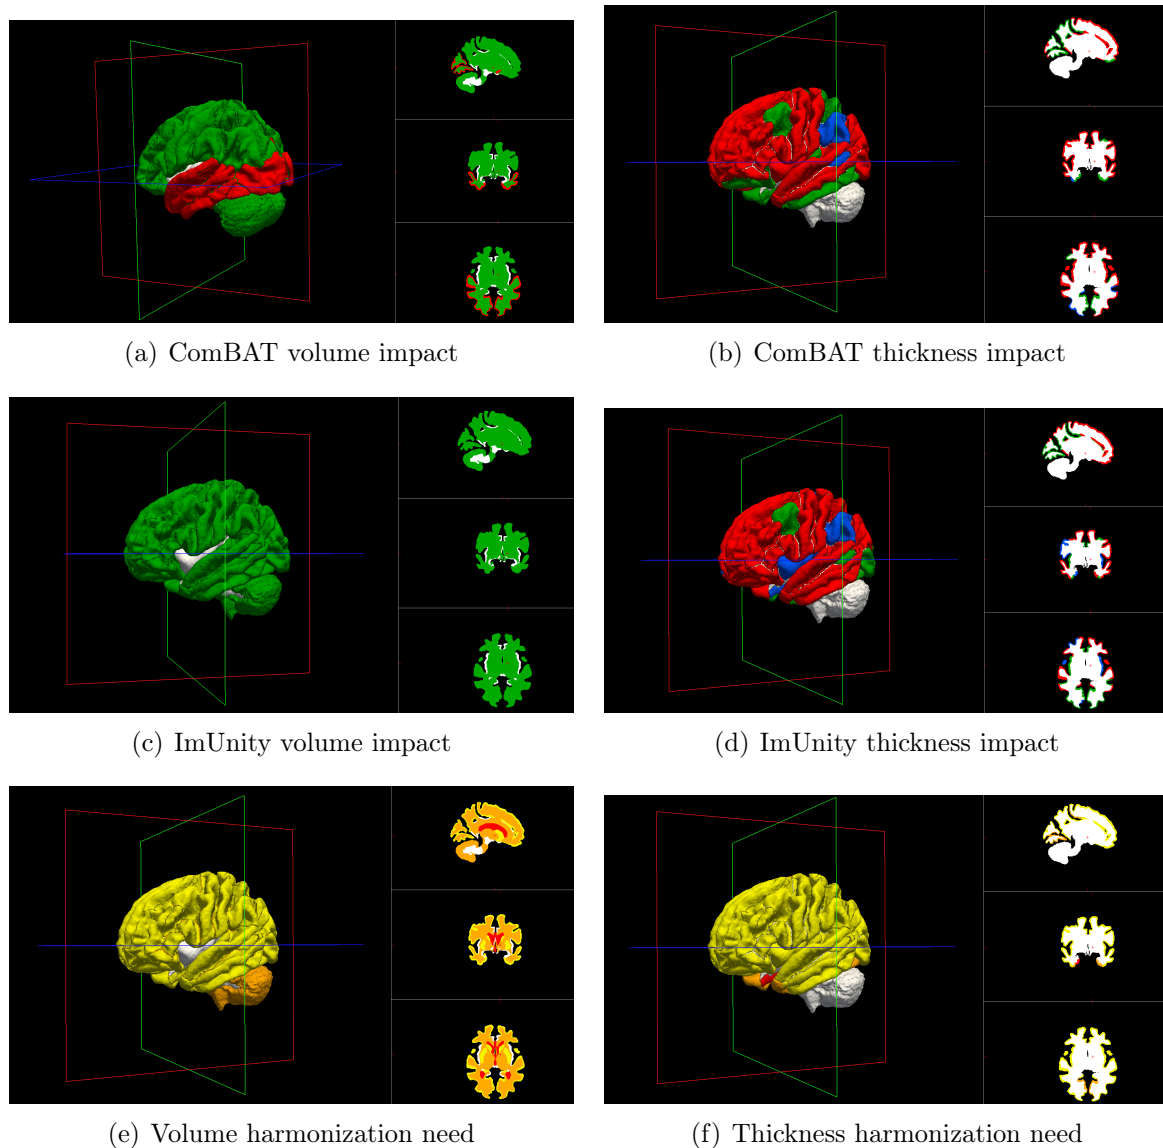 (a) ComBAT volume impact
(b) ComBAT thickness impact
(c) ImUnity volume impact
(d) ImUnity thickness impact
(e) Volume harmonization need
(f) Thickness harmonization need